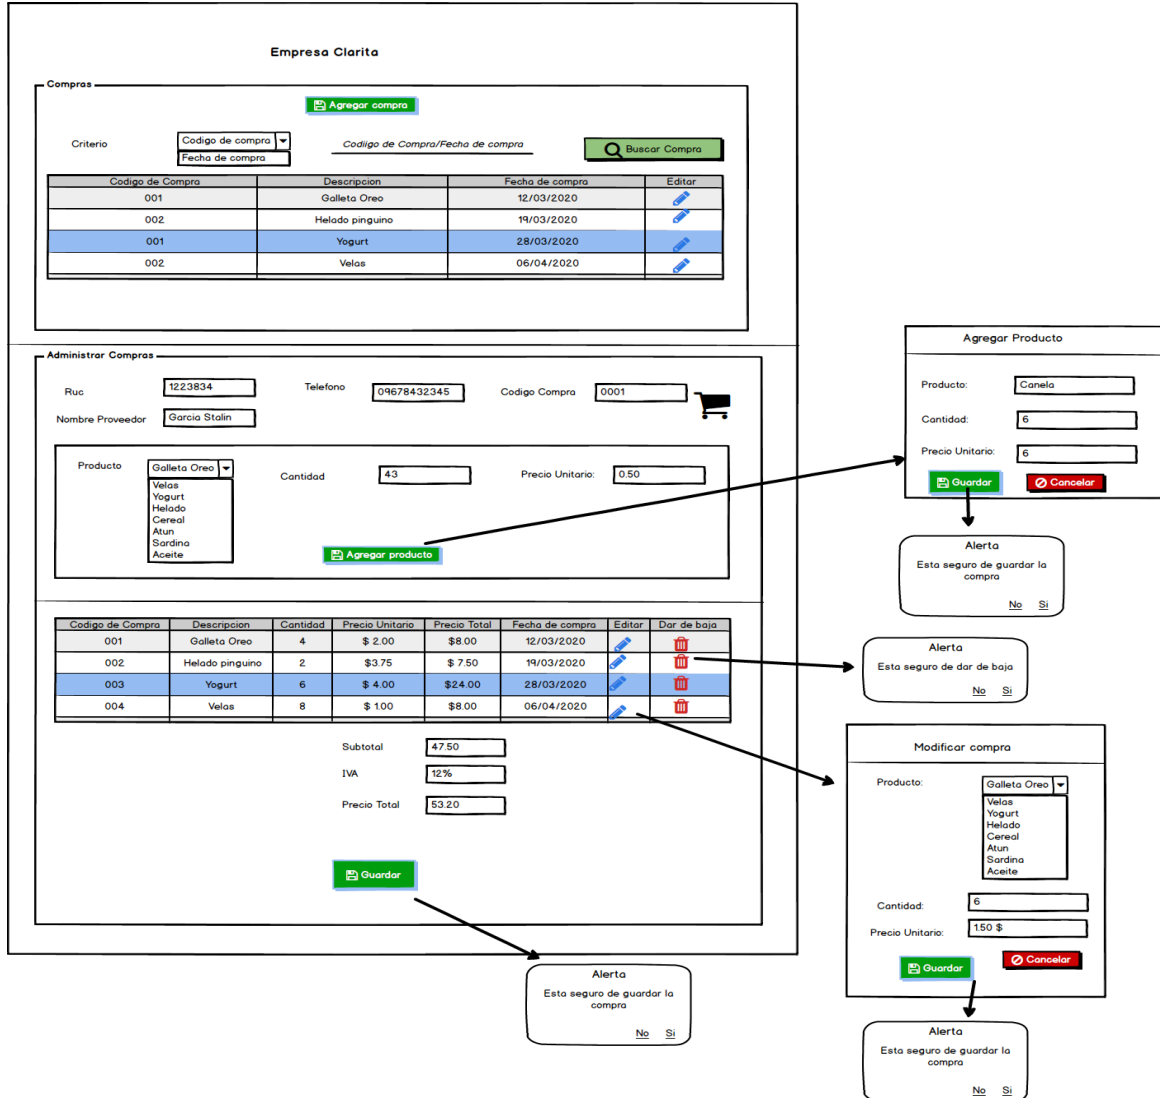 Empresa Clarita
Compras
Agregar compra
Criterio
Codigo de compra
Fecha de compra
Codiigo de Compra/Fecha de compra
Buscar Compra
Codigo de Compra Descripcion Fecha de compra Editar
001 Galleta Oreo 12/03/2020
002 Helado pinguino 19/03/2020
001 Yogurt 28/03/2020
002 Velas 06/04/2020
Administrar Compras
Ruc 1223834 Telefono 09678432345 Codigo Compra 0001
Nombre Proveedor Garcia Stalin
Producto Galleta Oreo Cantidad 43 Precio Unitario: 0.50
Velas
Yogurt
Helado
Cereal
Atun
Sardina
Aceite
Agregar producto
Codigo de Compra Descripcion Cantidad Precio Unitario Precio Total Fecha de compra Editar Dar de baja
001 Galleta Oreo 4 $ 2.00 $8.00 12/03/2020
002 Helado pinguino 2 $3.75 $ 7.50 19/03/2020
003 Yogurt 6 $ 4.00 $24.00 28/03/2020
004 Velas 8 $ 1.00 $8.00 06/04/2020
Subtotal 47.50
IVA 12%
Precio Total 53.20
Guardar
Alerta
Esta seguro de guardar la
compra
No Si
Agregar Producto
Producto: Canela
Cantidad: 6
Precio Unitario: 6
Guardar Cancelar
Alerta
Esta seguro de guardar la
compra
No Si
Alerta
Esta seguro de dar de baja
No Si
Modificar compra
Producto: Galleta Oreo
Velas
Yogurt
Helado
Cereal
Atun
Sardina
Aceite
Cantidad: 6
Precio Unitario: 1.50 $
Guardar Cancelar
Alerta
Esta seguro de guardar la
compra
No Si